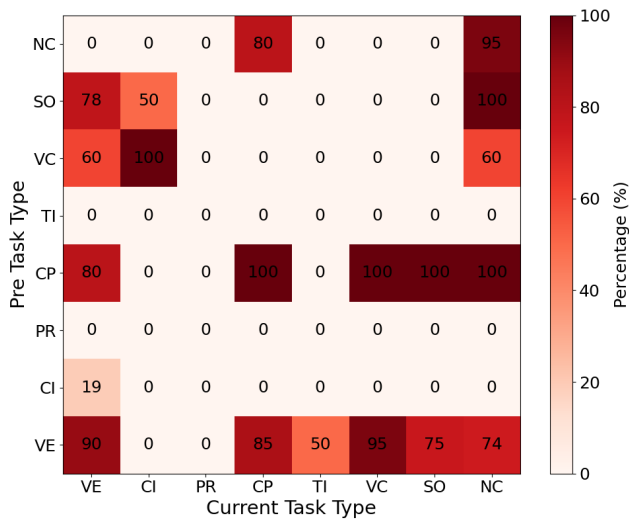 NC 0 0 0 80 0 0 0 95
SO 78 50 0 0 0 0 0 100
VC 60 100 0 0 0 0 0 60
TI 0 0 0 0 0 0 0 0
CP 80 0 0 100 0 100 100 100
PR 0 0 0 0 0 0 0 0
CI 19 0 0 0 0 0 0 0
VE 90 0 0 85 50 95 75 74
VE CI PR CP TI VC SO NC
Current Task Type
Pre Task Type
100
80
60
40
20
0
Percentage (%)